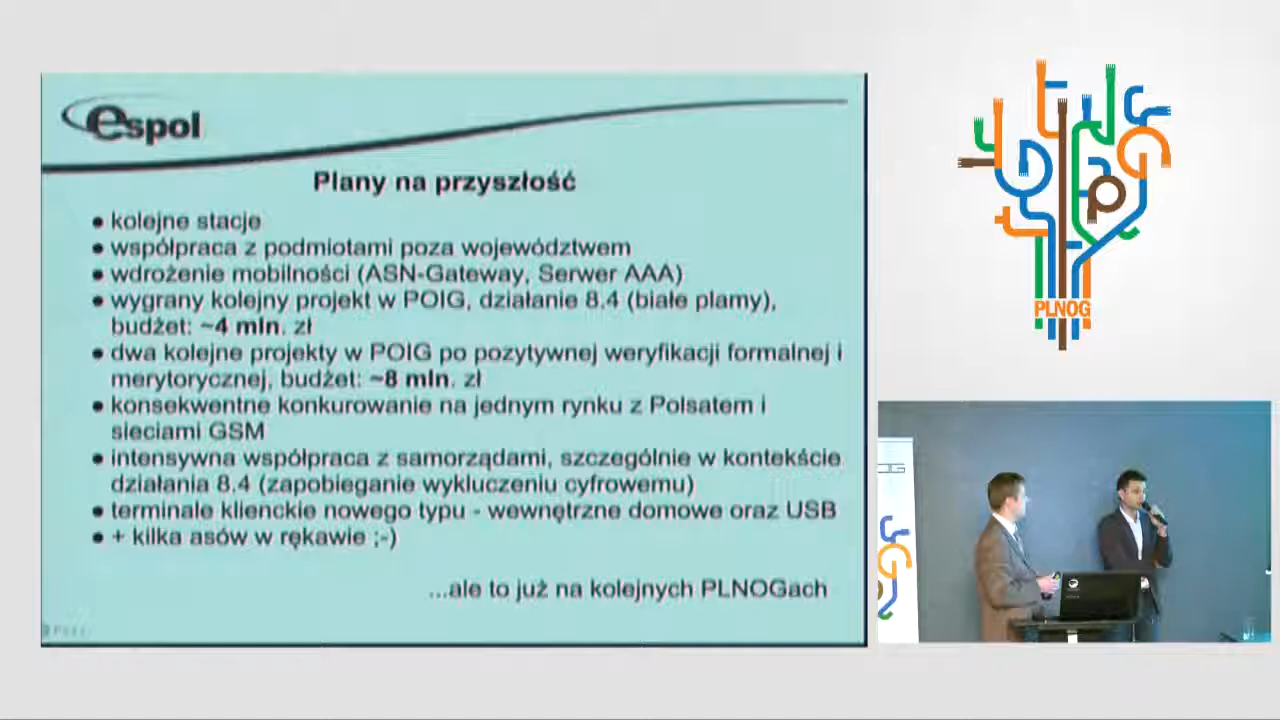 espol
Plany na przyszłość
• kolejne stacje
• współpraca z podmiotami poza województwem
• wdrożenie mobilności (ASN-Gateway, Serwer AAA)
• wygrany kolejny projekt w POIG, działanie 8.4 (białe plamy),
budżet: ~4 mln. zł
• dwa kolejne projekty w POIG po pozytywnej weryfikacji formalnej i
merytorycznej, budżet: ~8 mln. zł
• konsekwentne konkurowanie na jednym rynku z Polsatem i
sieciami GSM
• intensywna współpraca z samorządami, szczególnie w kontekście
działania 8.4 (zapobieganie wykluczeniu cyfrowemu)
• terminale klienckie nowego typu - wewnętrzne domowe oraz USB
• + kilka asów w rękawie ;-)
...ale to już na kolejnych PLNOGach
PLNOG